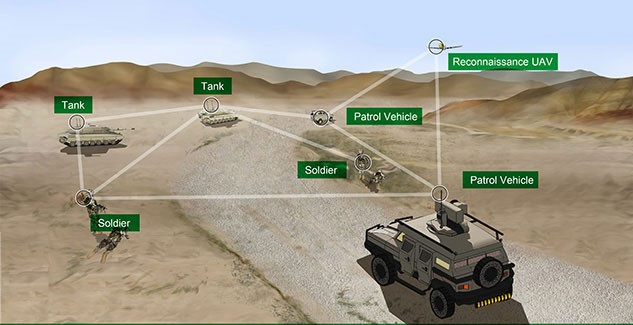 Reconnaissance UAV
Tank
Tank
Patrol Vehicle
Soldier
Patrol Vehicle
Soldier